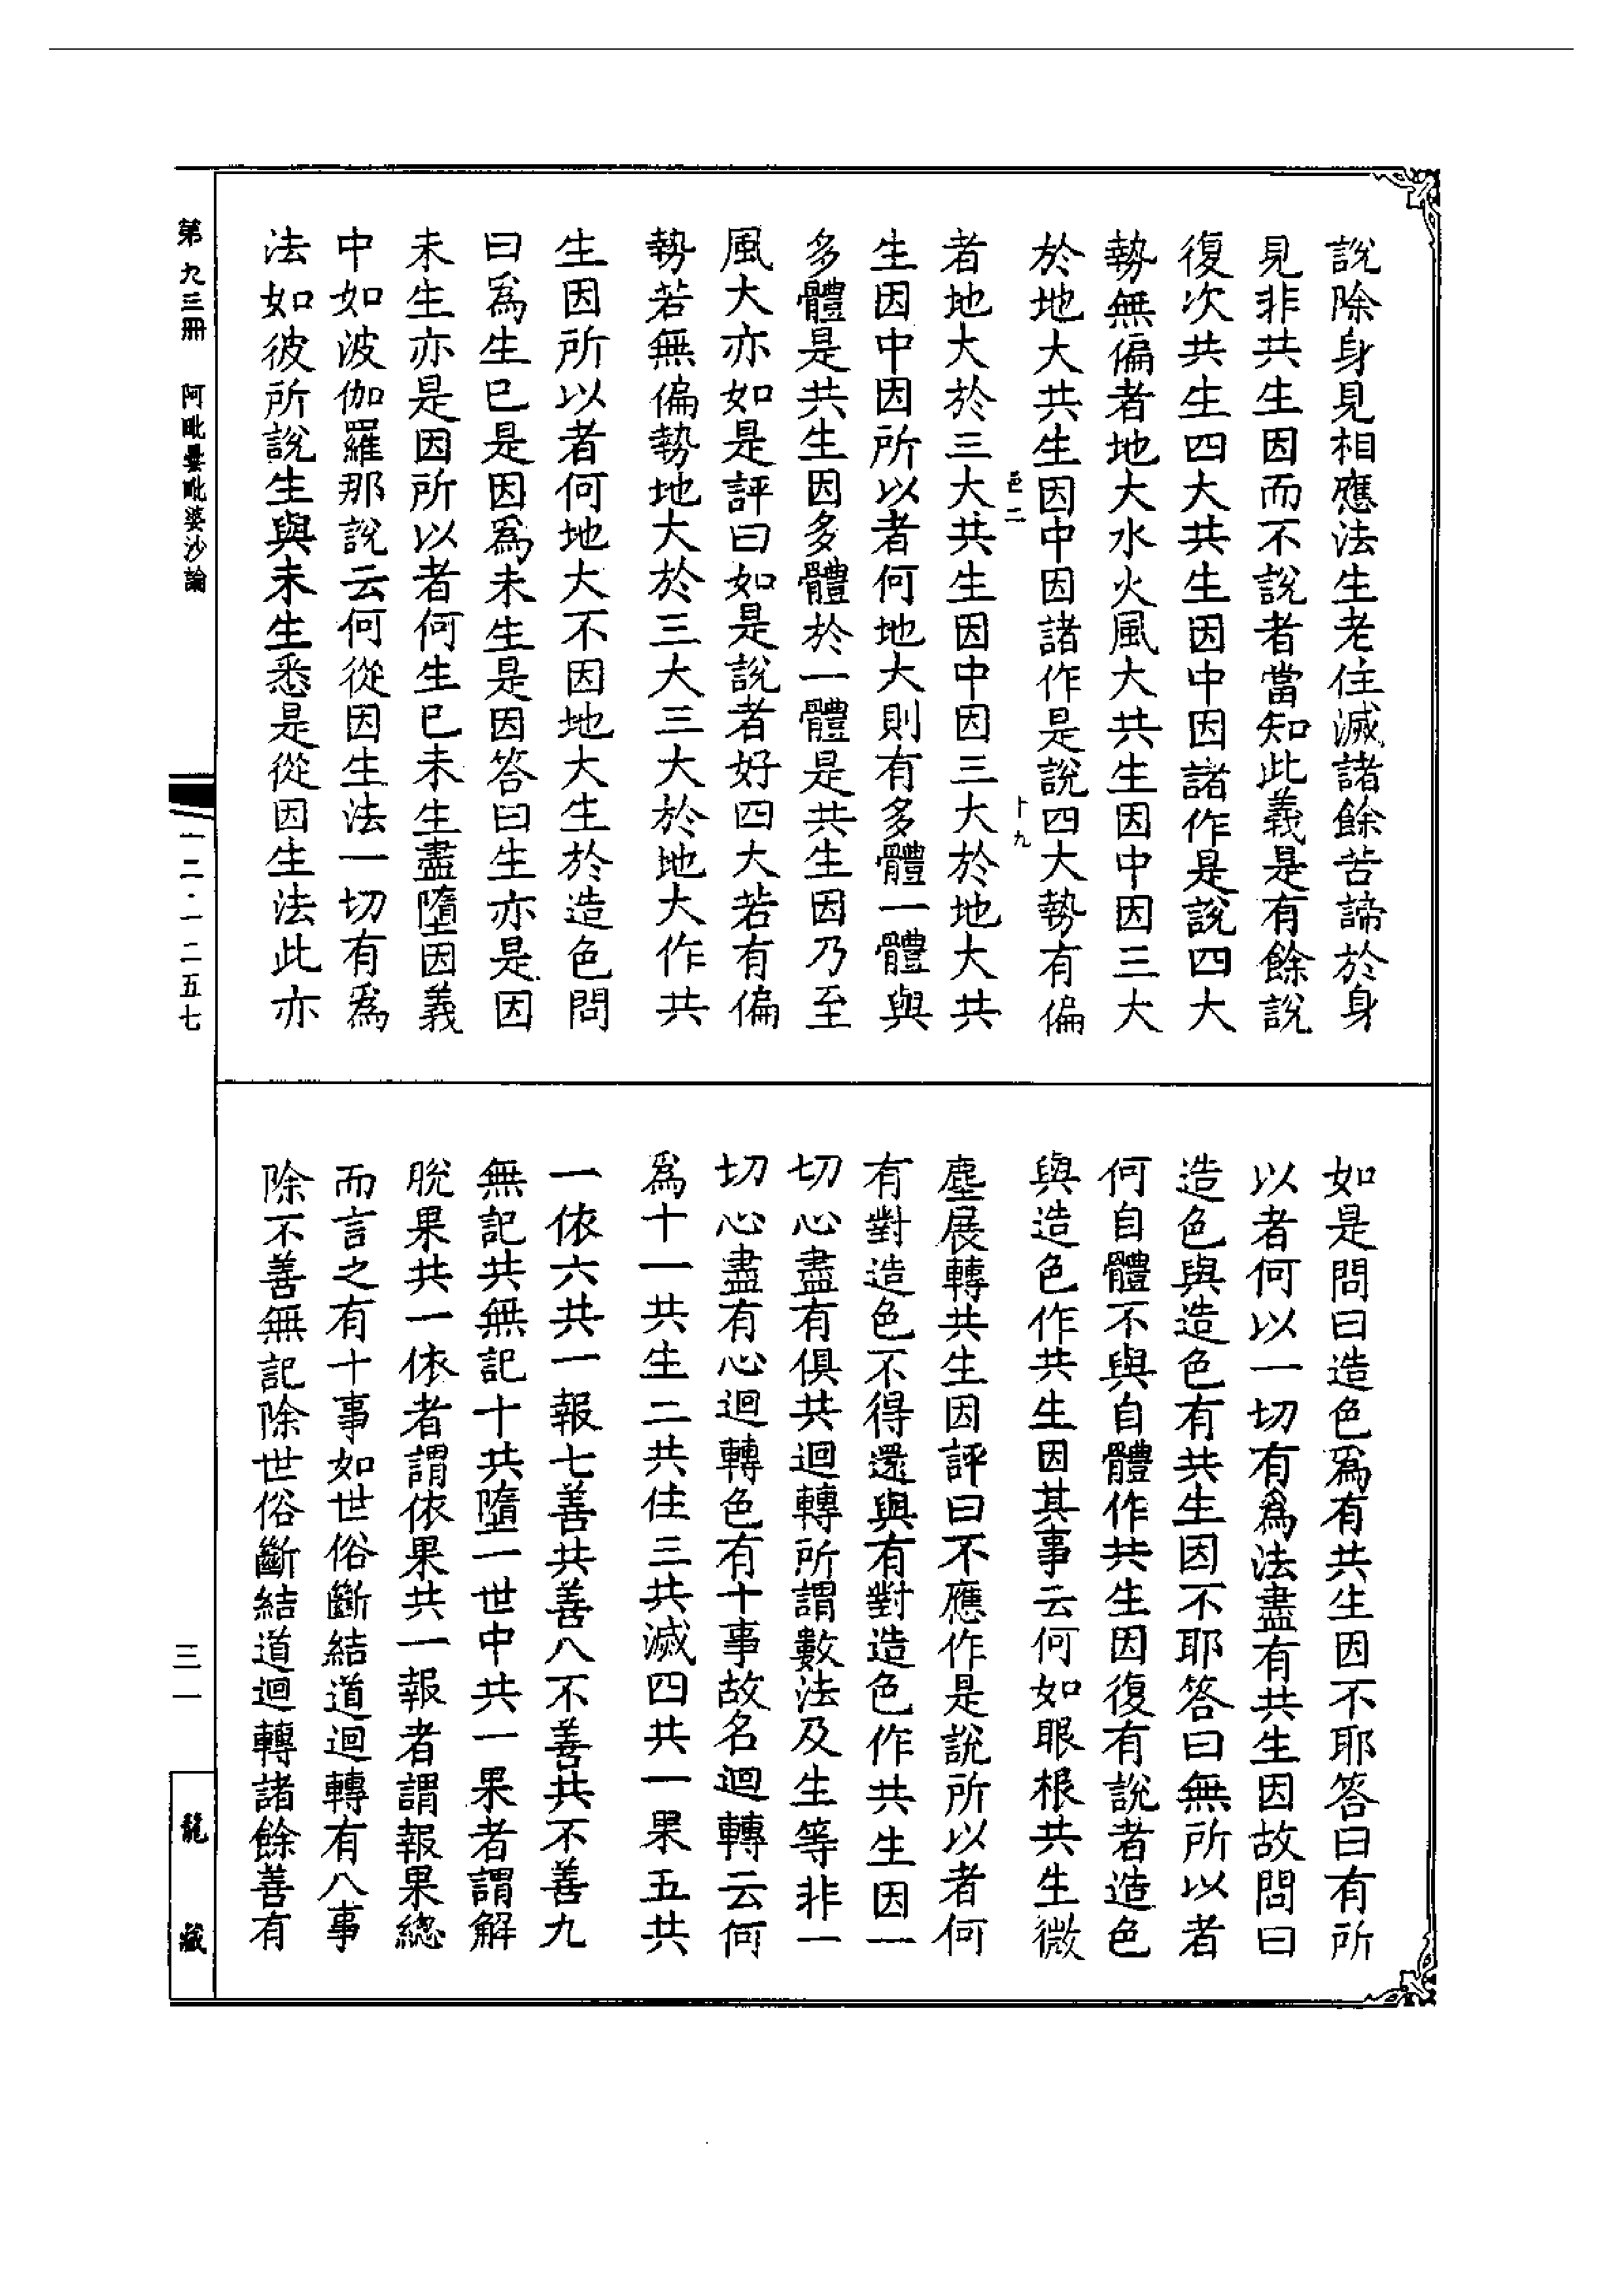 說除身見相應法生老住滅諸餘苦諦於身
見非共生因而不說者當知此義是有餘說
復次共生四大共生因中因諸作是說四大
勢無偏者地大水火風大共生因中因三大
於地大共生因中因諸作是說四大勢有偏
邑二
十九
者地大於三大共生因中因三大於地大共
生因中因所以者何地大則有多體一體與
多體是共生因多體於一體是共生因乃至
風大亦如是評曰如是說者好四大若有偏
勢若無偏勢地大於三大三大於地大作共
生因所以者何地大不因地大生於造色問
曰爲生已是因爲未生是因答曰生亦是因
未生亦是因所以者何生已未生盡墮因義
中如波伽羅那說云何從因生法一切有爲
法如彼所說生與未生悉是從因生法此亦
如是問曰造色爲有共生因不耶答曰有所
以者何以一切有爲法盡有共生因故問曰
造色與造色有共生因不耶答曰無所以者
何自體不與自體作共生因復有說者造色
與造色作共生因其事云何如眼根共生微
塵展轉共生因評曰不應作是說所以者何
有對造色不得還與有對造色作共生因一
切心盡有俱共迴轉所謂數法及生等非一
切心盡有心迴轉色有十事故名迴轉云何
爲十一共生二共住三共滅四共一果五共
一依六共一報七善共善八不善共不善九
無記共無記十共墮一世中共一果者謂解
脫果共一依者謂依果共一報者謂報果總
而言之有十事如世俗斷結道迴轉有八事
除不善無記除世俗斷結道迴轉諸餘善有
第九三冊 阿毗曇毗婆沙論
一二·一二五七
三一
龍藏